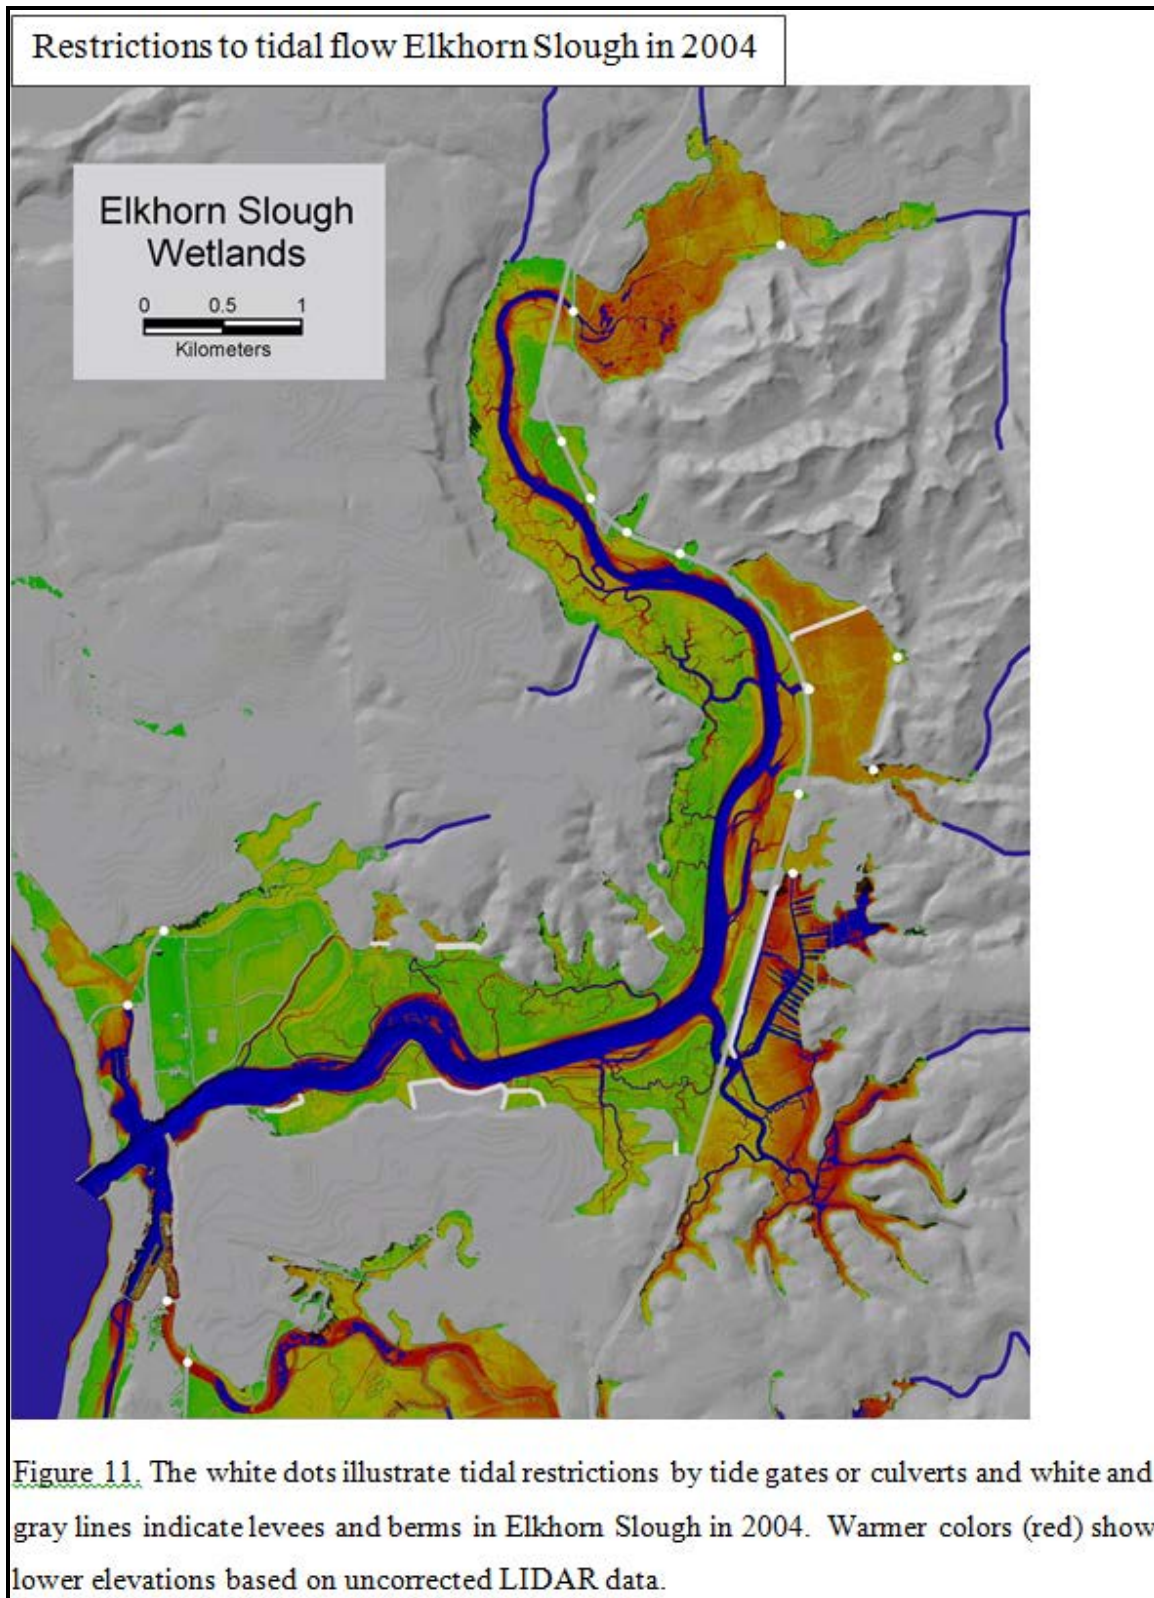 Restrictions to tidal flow Elkhorn Slough in 2004
Elkhorn Slough
Wetlands
0 0.5 1
Kilometers
Figure 11. The white dots illustrate tidal restrictions by tide gates or culverts and white and
gray lines indicate levees and berms in Elkhorn Slough in 2004. Warmer colors (red) show
lower elevations based on uncorrected LIDAR data.